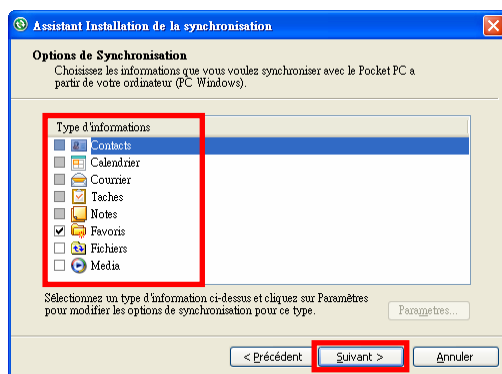 Assistant Installation de la synchronisation
Options de Synchronisation
Choisissez les informations que vous voulez synchroniser avec le Pocket PC a
partir de votre ordinateur (PC Windows).
Type d'informations
Contacts
Calendrier
Courrier
Taches
Notes
Favoris
Fichiers
Media
Sélectionnez un type d'information ci-dessus et cliquez sur Paramètres
pour modifier les options de synchronisation pour ce type.
Parametres...
< Précédent
Suivant >
Annuler